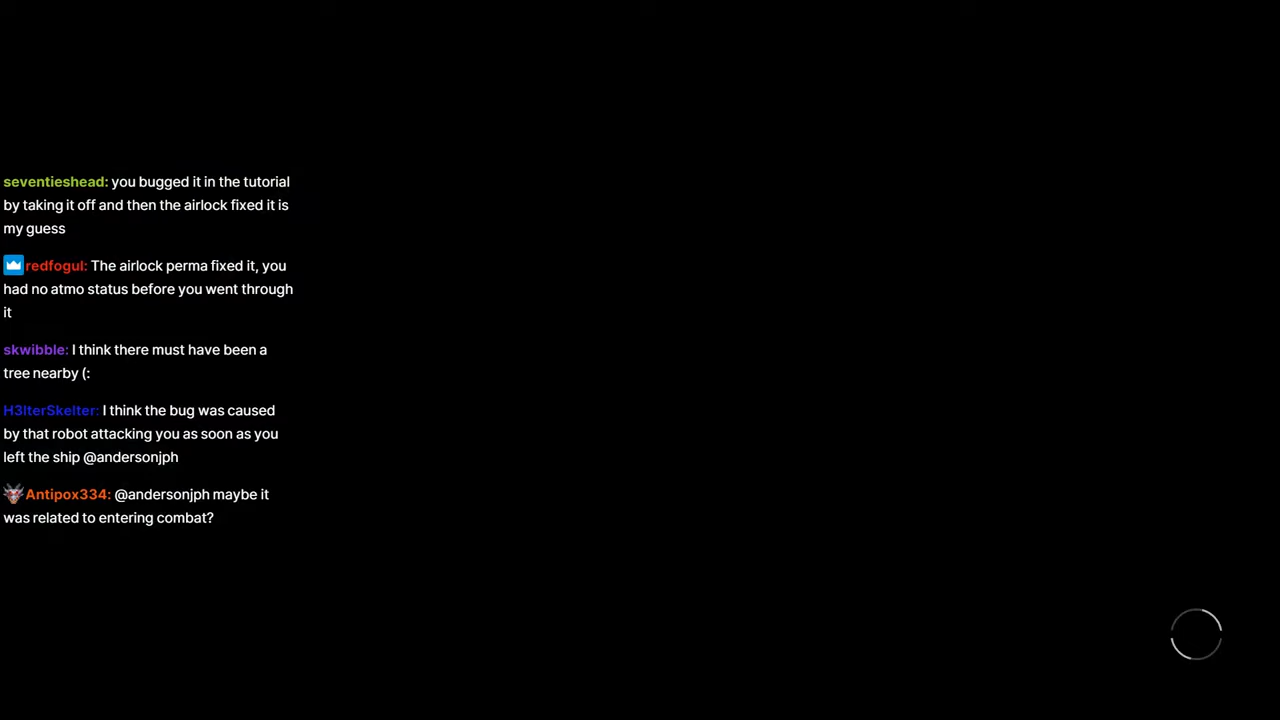 seventieshead: you bugged it in the tutorial
by taking it off and then the airlock fixed it is
my guess
redfogul: The airlock perma fixed it, you
had no atmo status before you went through
it
skwibble: I think there must have been a
tree nearby (:
H3lterSkelter: I think the bug was caused
by that robot attacking you as soon as you
left the ship @andersonjph
Antipox334: @andersonjph maybe it
was related to entering combat?